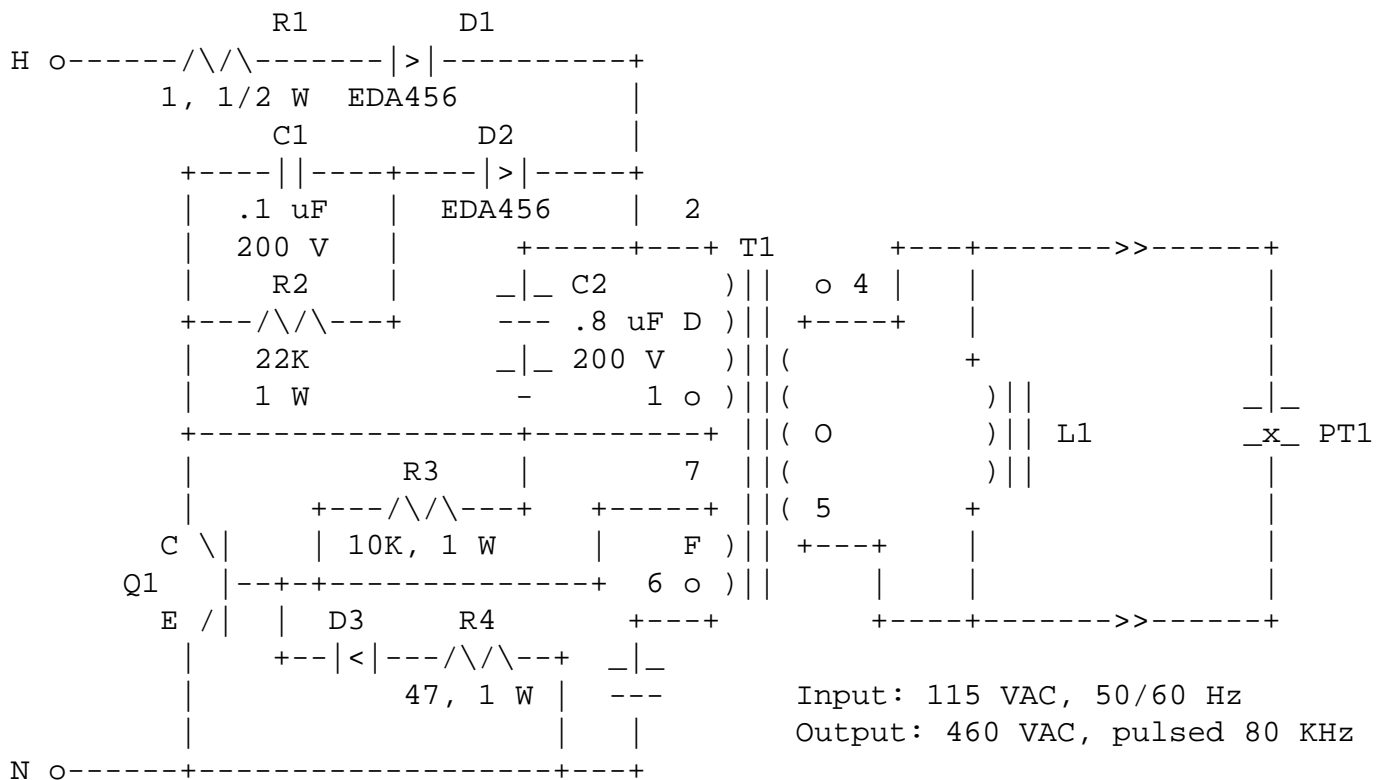 R1 D1
H o------/\/\-------|>|----------+
1, 1/2 W EDA456 |
C1 D2 |
+----||----+----|>|-----+
| .1 uF | EDA456 | 2
| 200 V | +-----+---+ T1 +---+------->>------+
| R2 | _|_ C2 )|| o 4 | | |
+---/\/\---+ --- .8 uF D )|| +----+ | |
| 22K _|_ 200 V )||( + |
| 1 W - 1 o )||( )|| _|_
+------------------+----------+ ||( O )|| L1 _x_ PT1
| R3 | 7 ||( )|| |
| +---/\/\---+ +-----+ ||( 5 + |
C \| | 10K, 1 W | F )|| +---+ | |
Q1 |--+-+--------------+ 6 o )|| | | |
E /| | D3 R4 +---+ +----+------->>------+
| +--|<|---/\/\--+ _|_
| 47, 1 W | --- Input: 115 VAC, 50/60 Hz
| | | Output: 460 VAC, pulsed 80 KHz
N o------+-------------------+---+